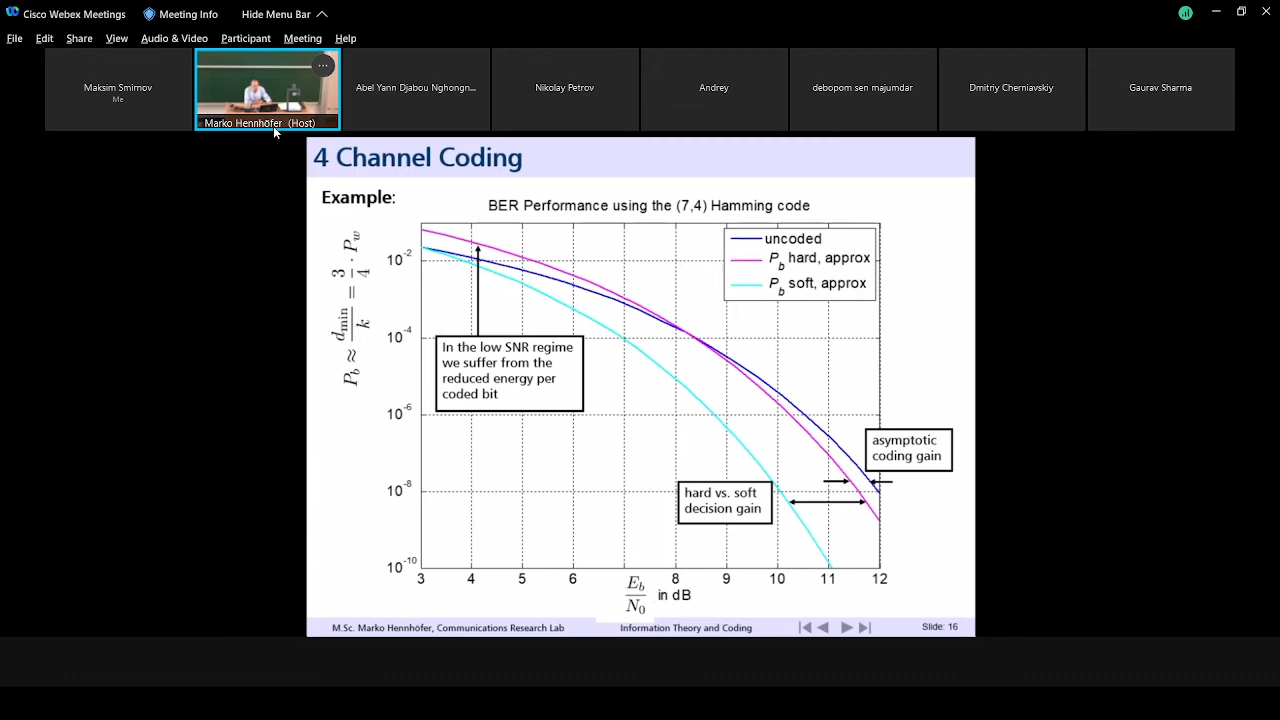 Cisco Webex Meetings Meeting Info Hide Menu Bar
File Edit Share View Audio & Video Participant Meeting Help
Maksim Smirnov
Me
Marko Hennhöfer (Host)
Abel Yann Djabou Nghongn...
Nikolay Petrov
Andrey
debopom sen majumdar
Dmitriy Cherniavskiy
Gaurav Sharma
4 Channel Coding
Example:
BER Performance using the (7,4) Hamming code
P_b ≈ d_min/k = 3/4 · P_w
10^-2
10^-4
10^-6
10^-8
10^-10
uncoded
P_b hard, approx
P_b soft, approx
In the low SNR regime
we suffer from the
reduced energy per
coded bit
asymptotic
coding gain
hard vs. soft
decision gain
3 4 5 6 8 9 10 11 12
E_b/N_0 in dB
M.Sc. Marko Hennhöfer, Communications Research Lab Information Theory and Coding Slide: 16